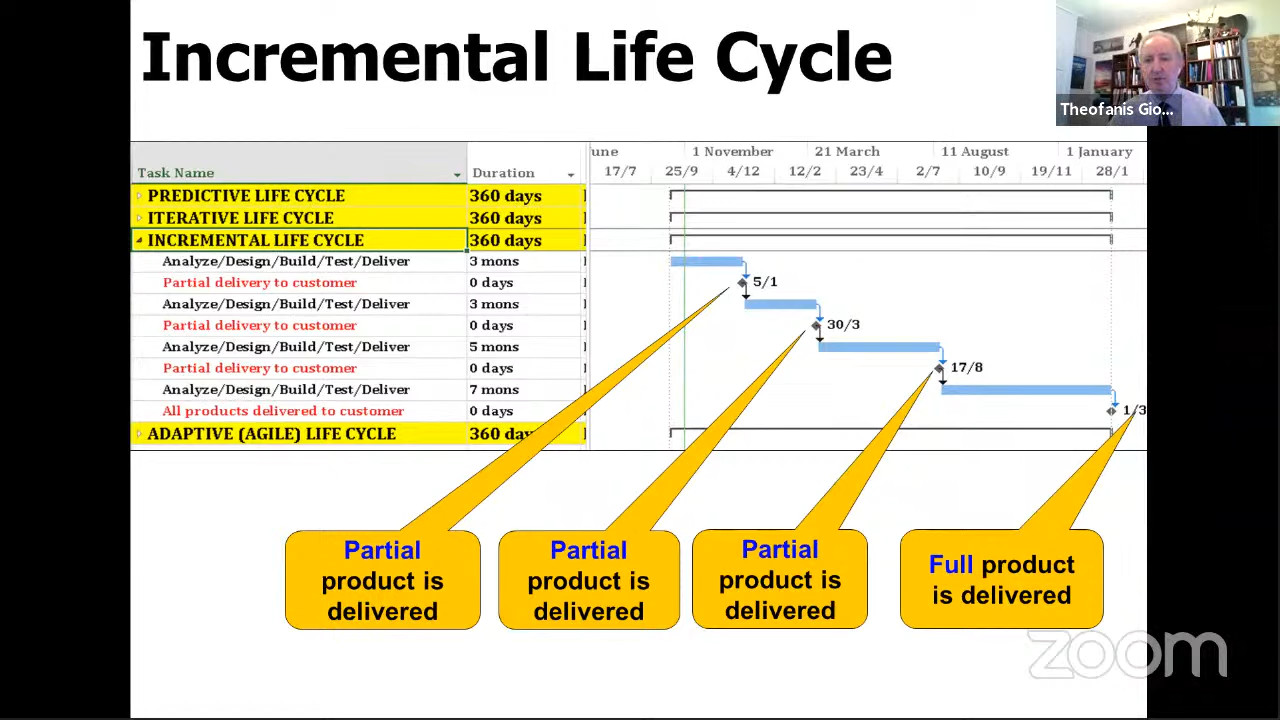 Incremental Life Cycle
Theofanis Gio...
une 1 November 21 March 11 August 1 January
Task Name Duration 17/7 25/9 4/12 12/2 23/4 2/7 10/9 19/11 28/1
PREDICTIVE LIFE CYCLE 360 days
ITERATIVE LIFE CYCLE 360 days
INCREMENTAL LIFE CYCLE 360 days
Analyze/Design/Build/Test/Deliver 3 mons
Partial delivery to customer 0 days 5/1
Analyze/Design/Build/Test/Deliver 3 mons
Partial delivery to customer 0 days 30/3
Analyze/Design/Build/Test/Deliver 5 mons
Partial delivery to customer 0 days 17/8
Analyze/Design/Build/Test/Deliver 7 mons
All products delivered to customer 0 days 1/3
ADAPTIVE (AGILE) LIFE CYCLE 360 day
Partial
product is
delivered
Partial
product is
delivered
Partial
product is
delivered
Full product
is delivered
zoom